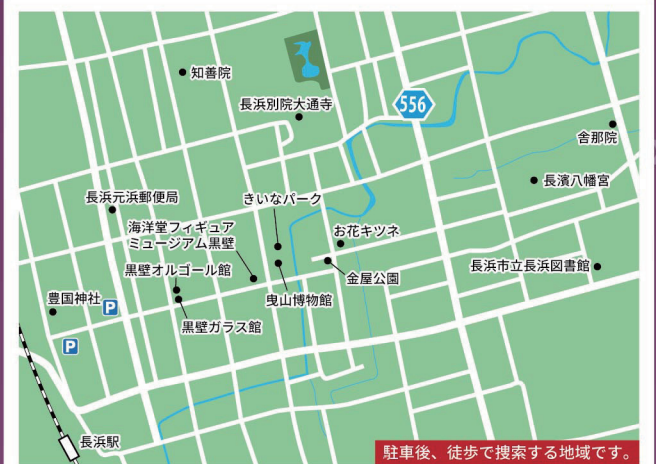 知善院
長浜別院大通寺
556
舎那院
長濱八幡宮
長浜元浜郵便局
きいなパーク
海洋堂フィギュア
ミュージアム黒壁
お花キツネ
黒壁オルゴール館
金屋公園
長浜市立長浜図書館
曳山博物館
豊国神社
P
黒壁ガラス館
P
長浜駅
駐車後、徒歩で捜索する地域です。